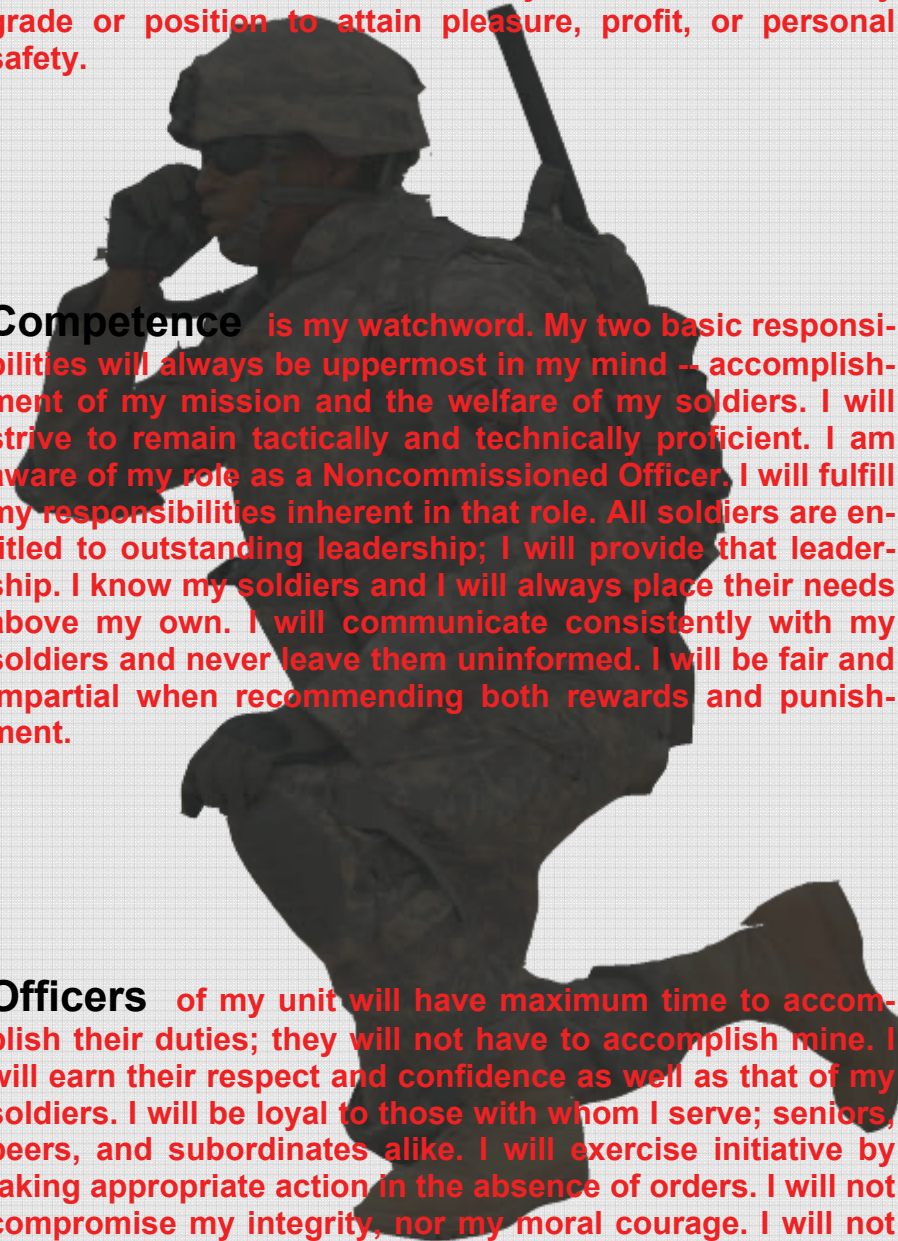 grade or position to attain pleasure, profit, or personal
safety.
Competence is my watchword. My two basic responsi-
bilities will always be uppermost in my mind -- accomplish-
ment of my mission and the welfare of my soldiers. I will
strive to remain tactically and technically proficient. I am
aware of my role as a Noncommissioned Officer. I will fulfill
my responsibilities inherent in that role. All soldiers are en-
titled to outstanding leadership; I will provide that leader-
ship. I know my soldiers and I will always place their needs
above my own. I will communicate consistently with my
soldiers and never leave them uninformed. I will be fair and
impartial when recommending both rewards and punish-
ment.
Officers of my unit will have maximum time to accom-
plish their duties; they will not have to accomplish mine. I
will earn their respect and confidence as well as that of my
soldiers. I will be loyal to those with whom I serve; seniors,
peers, and subordinates alike. I will exercise initiative by
taking appropriate action in the absence of orders. I will not
compromise my integrity, nor my moral courage. I will not